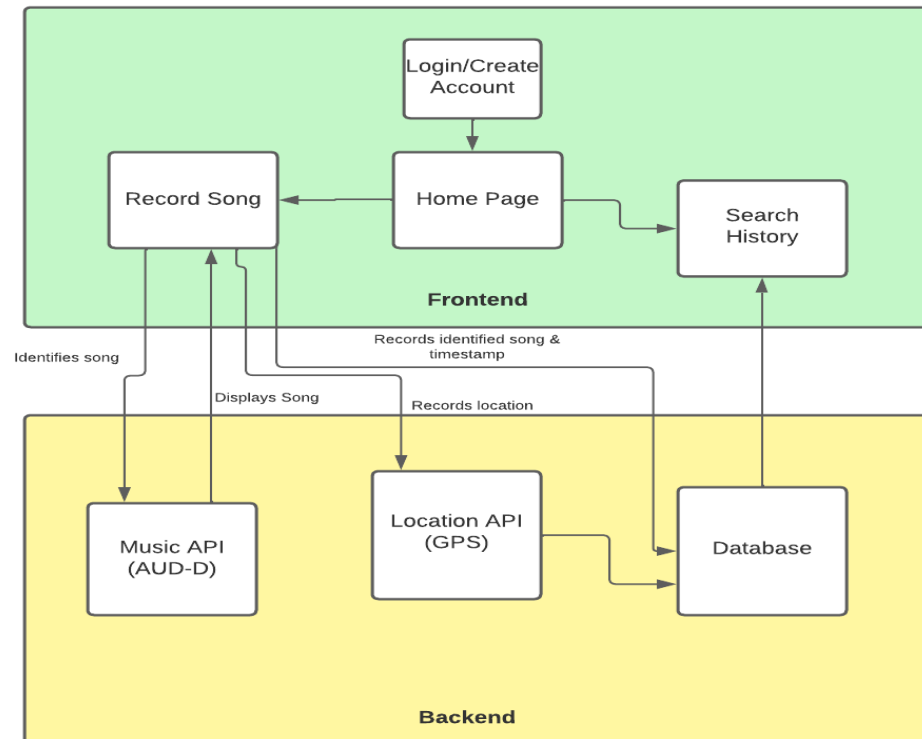 Login/Create
Account
Record Song
Home Page
Search
History
Frontend
Identifies song
Records identified song &
timestamp
Displays Song
Records location
Music API
(AUD-D)
Location API
(GPS)
Database
Backend